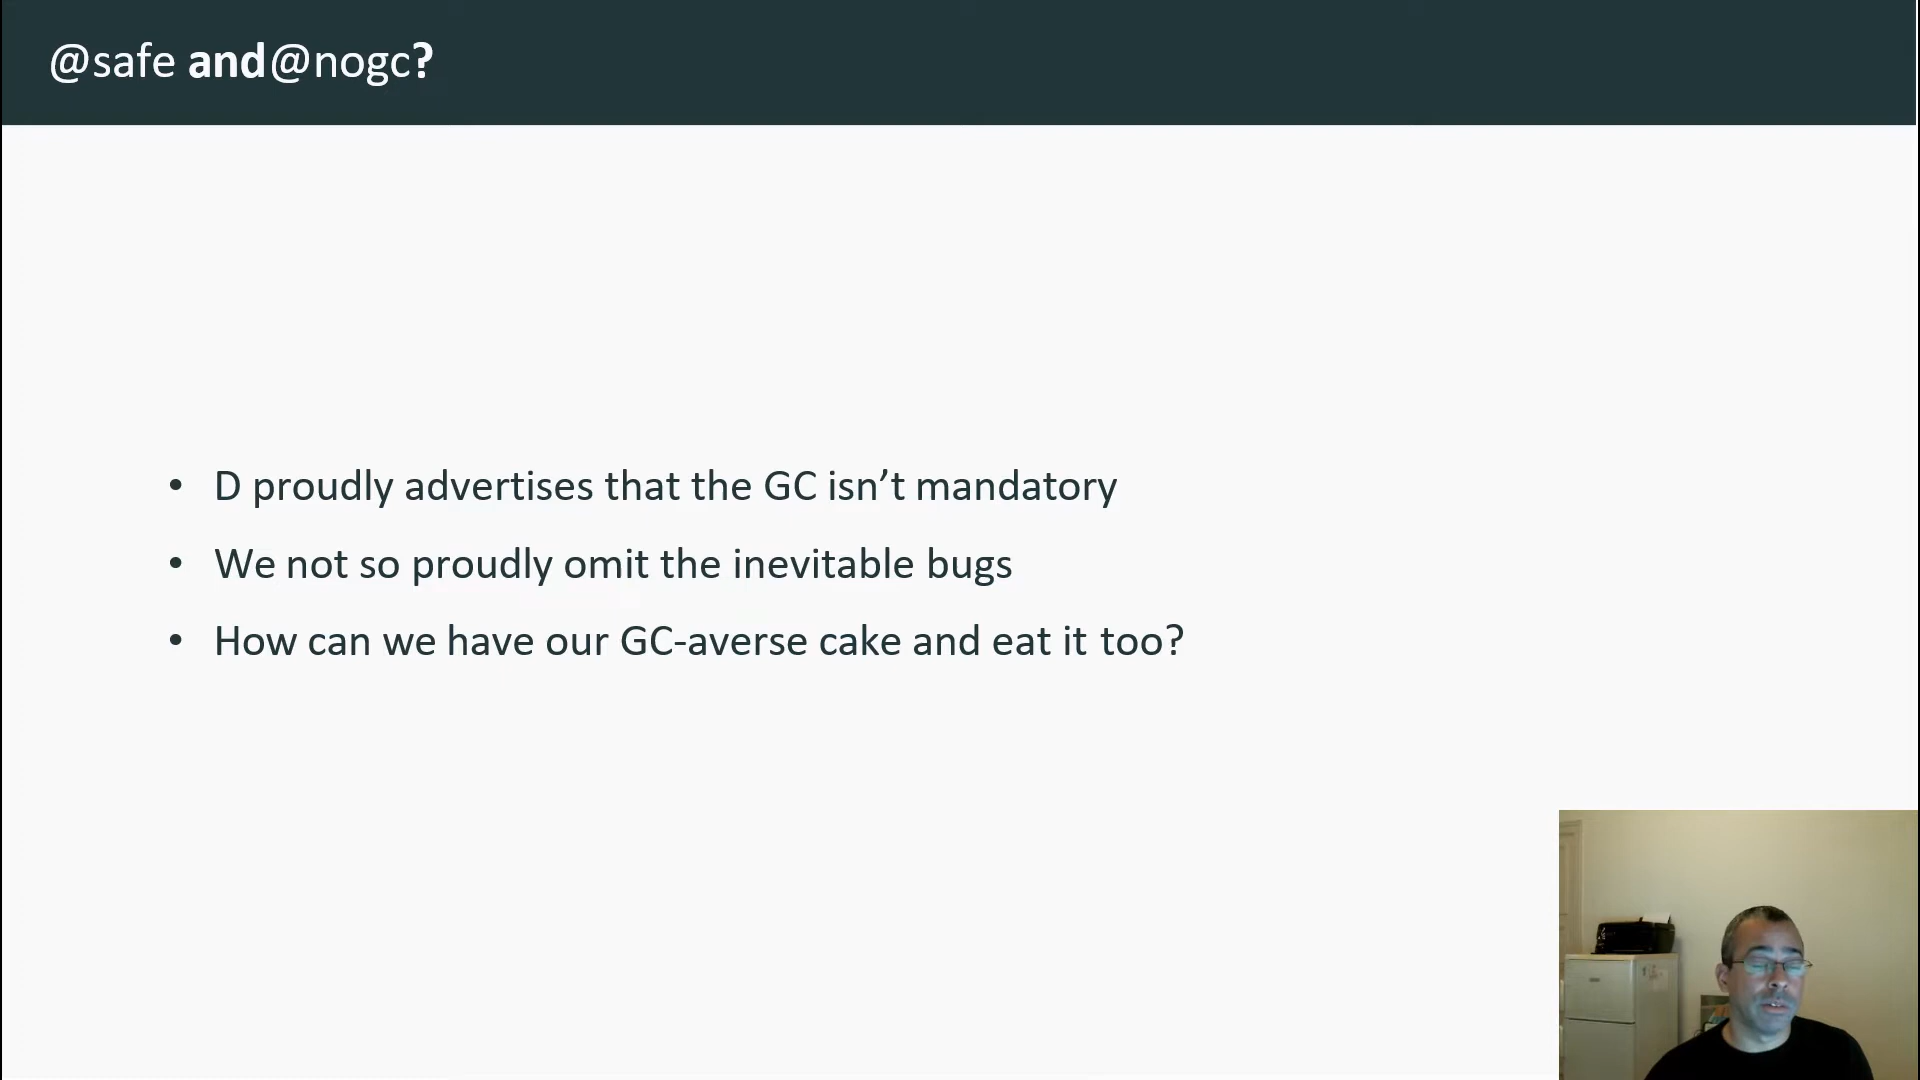 @safe and@nogc?
• D proudly advertises that the GC isn’t mandatory
• We not so proudly omit the inevitable bugs
• How can we have our GC-averse cake and eat it too?